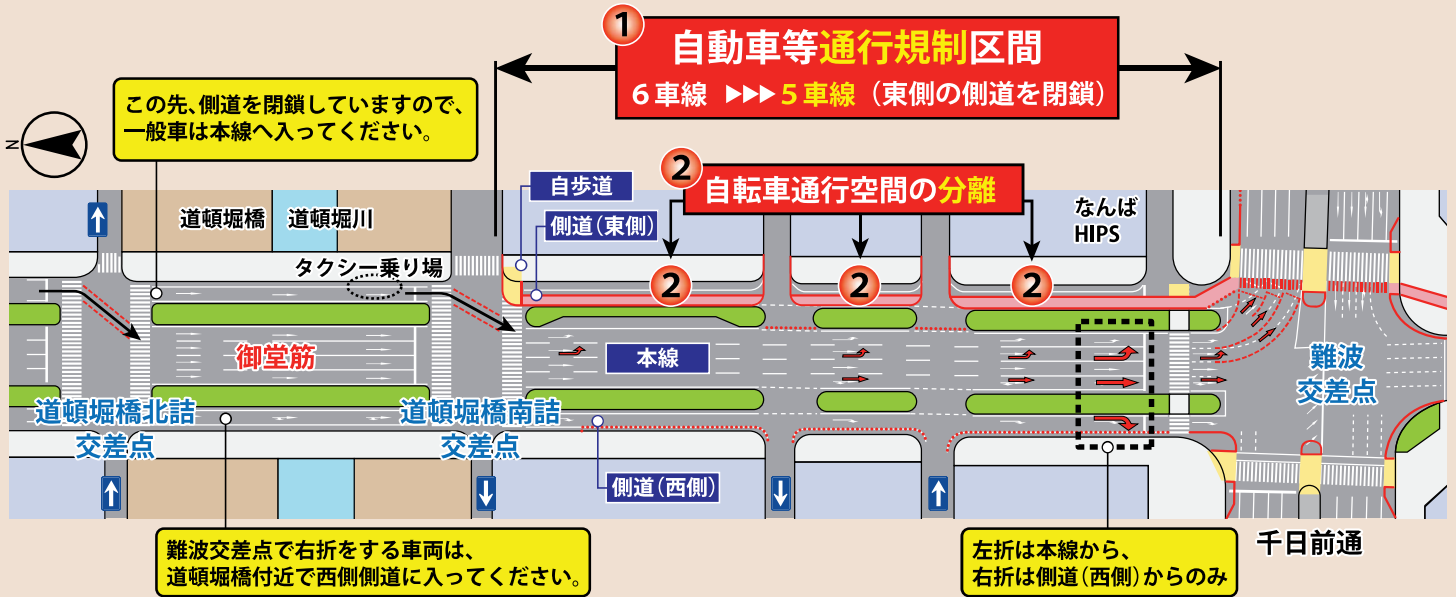 1
自動車等通行規制区間
6車線 ▶▶▶ 5車線（東側の側道を閉鎖）
この先、側道を閉鎖していますので、
一般車は本線へ入ってください。
N
2
自転車通行空間の分離
自歩道
側道（東側）
道頓堀橋
道頓堀川
タクシー乗り場
なんば
HIPS
2
2
2
御堂筋
本線
難波
交差点
道頓堀橋北詰
交差点
道頓堀橋南詰
交差点
側道（西側）
難波交差点で右折をする車両は、
道頓堀橋付近で西側側道に入ってください。
左折は本線から、
右折は側道（西側）からのみ
千日前通